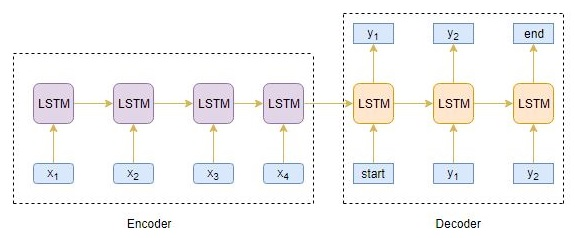 y₁ y₂ end
LSTM LSTM LSTM LSTM LSTM LSTM LSTM
x₁ x₂ x₃ x₄ start y₁ y₂
Encoder Decoder